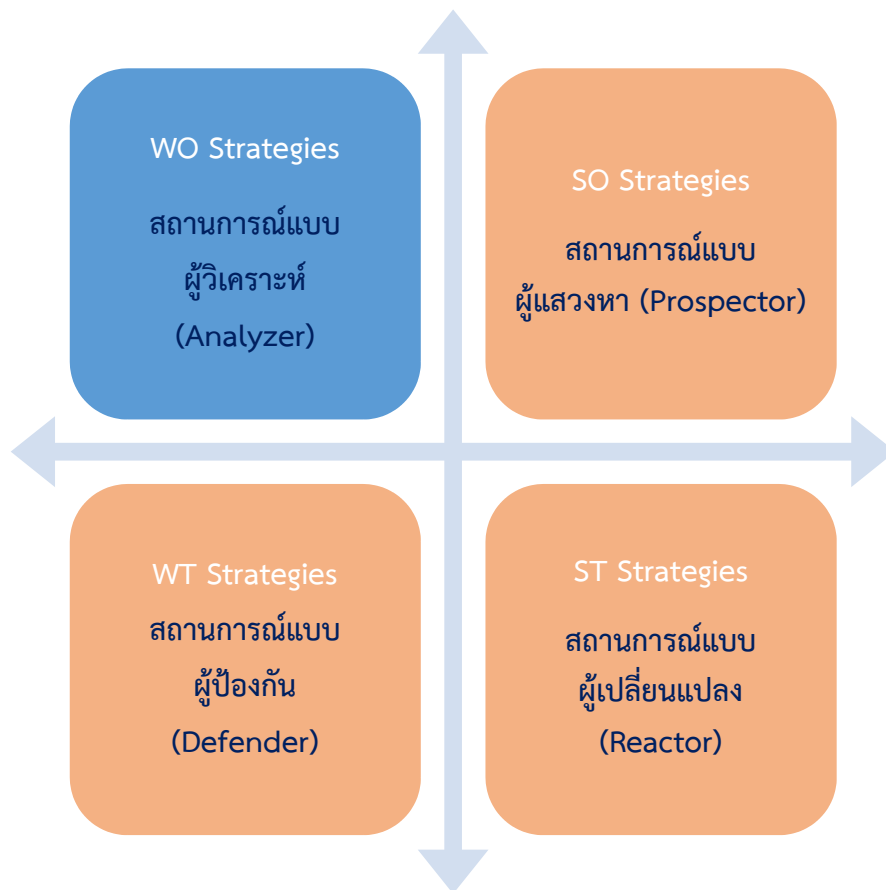 WO Strategies
สถานการณ์แบบ
ผู้วิเคราะห์
(Analyzer)
SO Strategies
สถานการณ์แบบ
ผู้แสวงหา (Prospector)
WT Strategies
สถานการณ์แบบ
ผู้ป้องกัน
(Defender)
ST Strategies
สถานการณ์แบบ
ผู้เปลี่ยนแปลง
(Reactor)